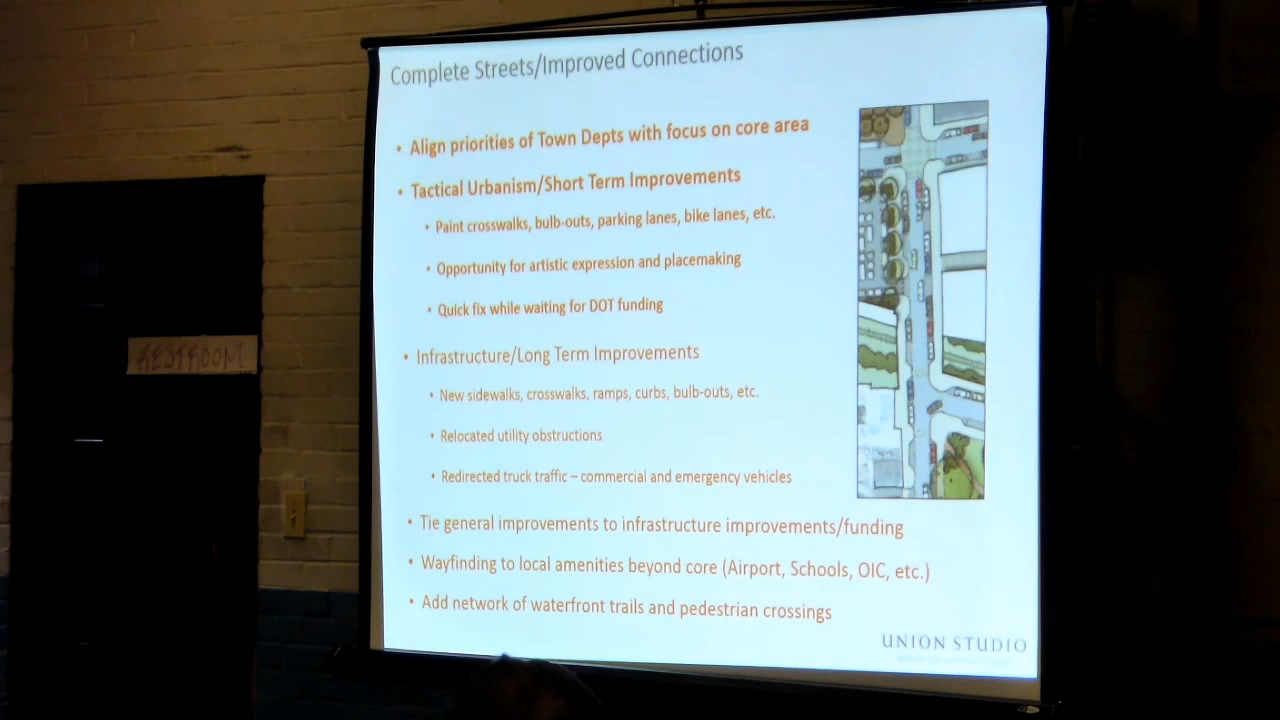 Complete Streets/Improved Connections
• Align priorities of Town Depts with focus on core area
• Tactical Urbanism/Short Term Improvements
• Paint crosswalks, bulb-outs, parking lanes, bike lanes, etc.
• Opportunity for artistic expression and placemaking
• Quick fix while waiting for DOT funding
• Infrastructure/Long Term Improvements
• New sidewalks, crosswalks, ramps, curbs, bulb-outs, etc.
• Relocated utility obstructions
• Redirected truck traffic – commercial and emergency vehicles
• Tie general improvements to infrastructure improvements/funding
• Wayfinding to local amenities beyond core (Airport, Schools, OIC, etc.)
• Add network of waterfront trails and pedestrian crossings
UNION STUDIO
RESTROOM